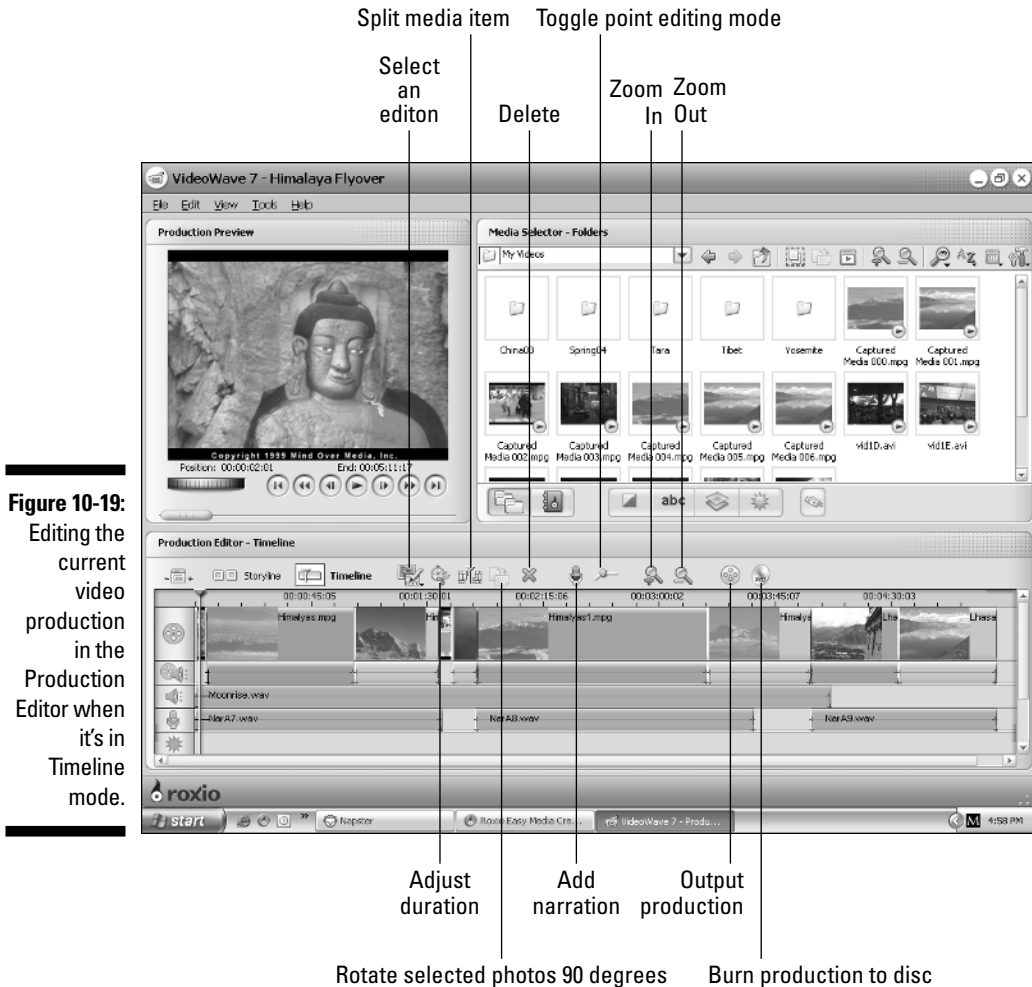 Split media item
Toggle point editing mode
Select
an
editon
Delete
Zoom
In
Zoom
Out
VideoWave 7 - Himalaya Flyover
File Edit View Tools Help
Production Preview
Copyright 1999 Mind Over Media, Inc.
Position: 00:00:02:01 End: 00:05:11:17
Media Selector - Folders
My Videos
China03
Spring04
Tara
Tibet
Yosemite
Captured
Media 000.mpg
Captured
Media 001.mpg
Captured
Media 002.mpg
Captured
Media 003.mpg
Captured
Media 004.mpg
Captured
Media 005.mpg
Captured
Media 006.mpg
vid1D.avi
vid1E.avi
abc
Production Editor - Timeline
Storyline Timeline
00:00:45:05 00:01:30:01 00:02:15:06 00:03:00:02 00:03:45:07 00:04:30:03
Himalyas.mpg Him Himalyas1.mpg Himalya Lha Lhasa
Moonrise.wav
NarA7.wav NarA8.wav NarA9.wav
roxio
start
Napster
Roxio Easy Media Cre...
VideoWave 7 - Produ...
M
4:58 PM
Figure 10-19:
Editing the
current
video
production
in the
Production
Editor when
it's in
Timeline
mode.
Adjust
duration
Add
narration
Output
production
Rotate selected photos 90 degrees
Burn production to disc